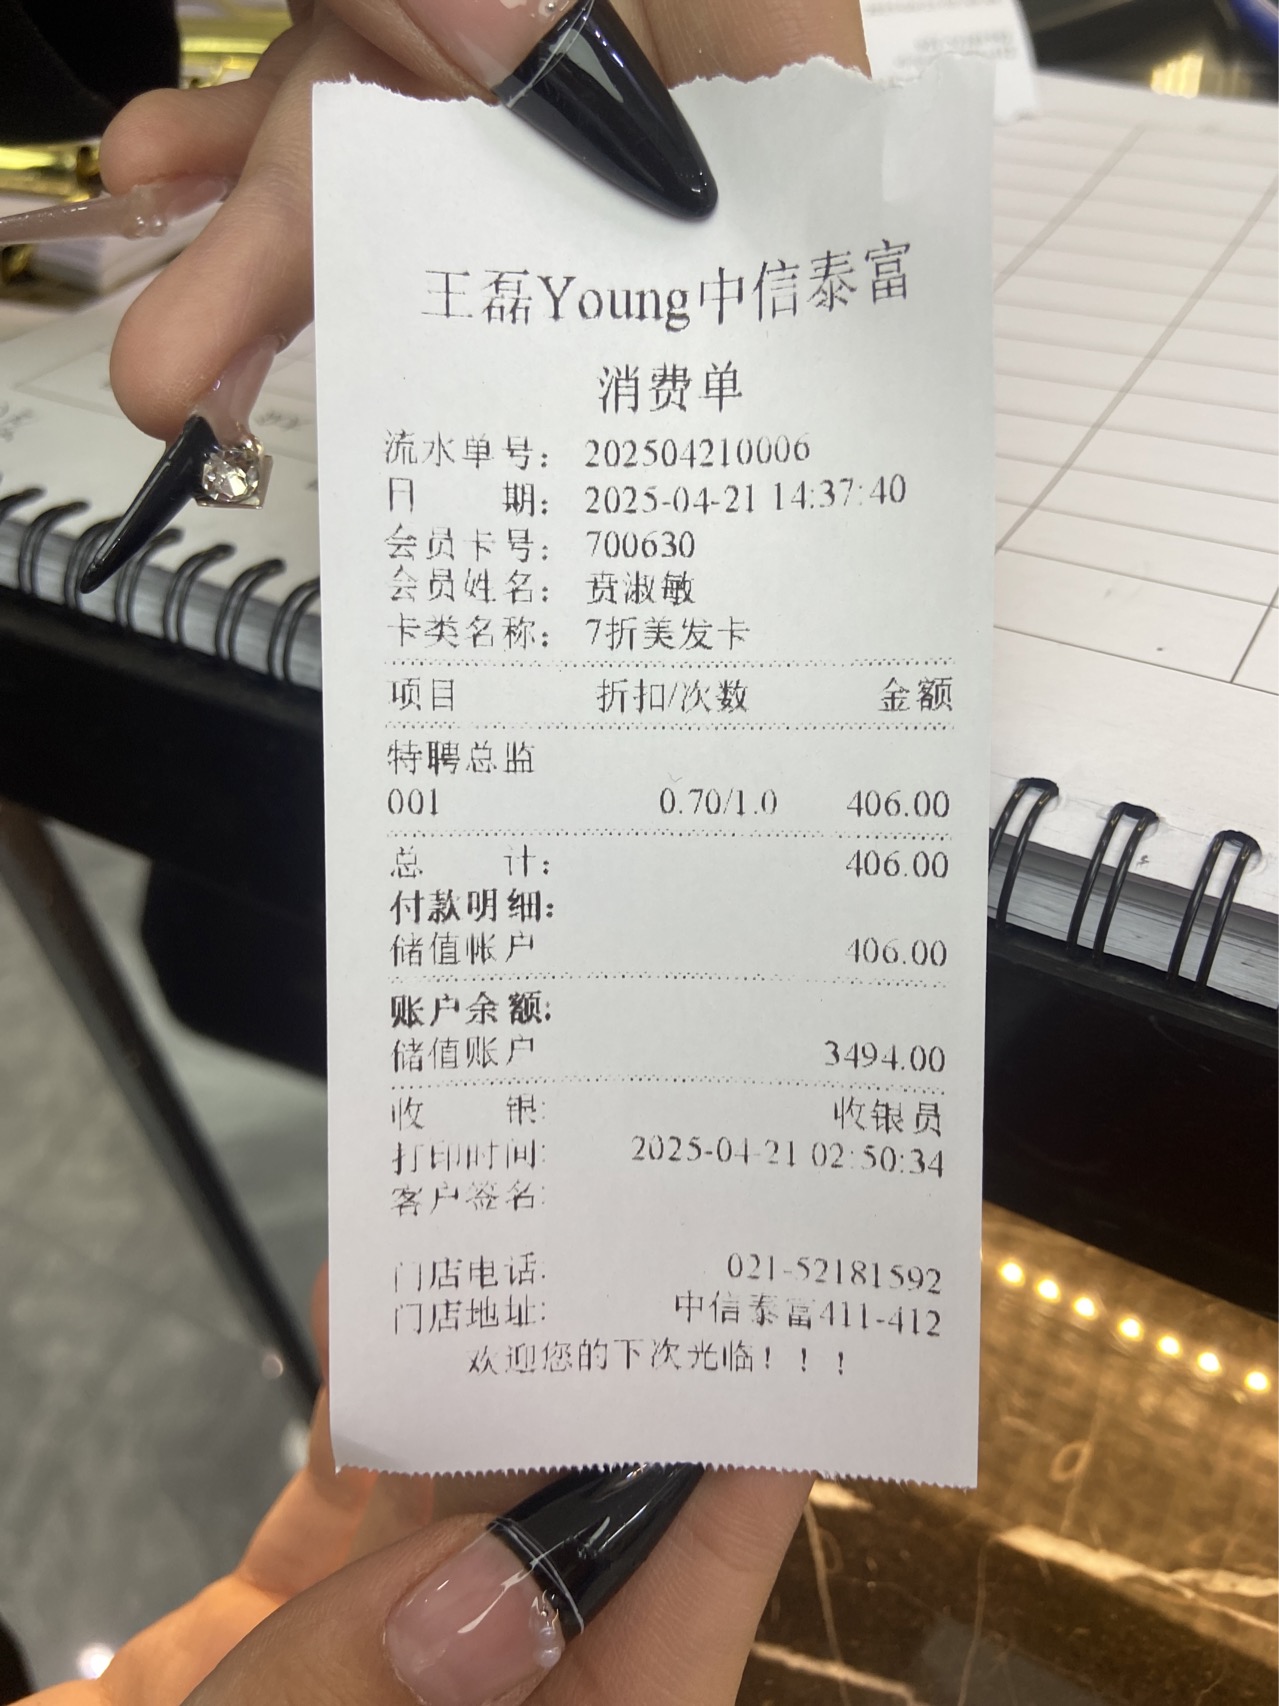 王磊Young中信泰富
消费单
流水单号： 202504210006
日 期： 2025-04-21 14:37:40
会员卡号： 700630
会员姓名： 贲淑敏
卡类名称： 7折美发卡
项目 折扣/次数 金额
特聘总监
001 0.70/1.0 406.00
总 计： 406.00
付款明细：
储值帐户 406.00
账户余额：
储值账户 3494.00
收 银： 收银员
打印时间： 2025-04-21 02:50:34
客户签名：
门店电话： 021-52181592
门店地址： 中信泰富411-412
欢迎您的下次光临！！！